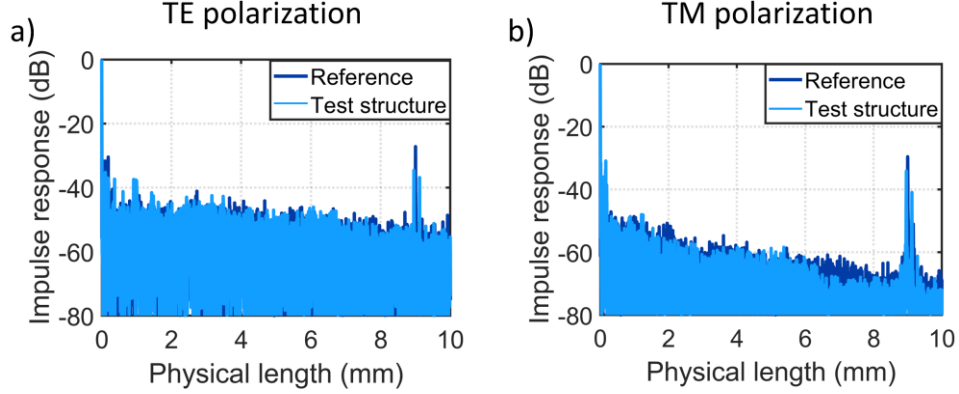 TE polarization
a)
Impulse response (dB)
0
-20
-40
-60
-80
Reference
Test structure
0 2 4 6 8 10
Physical length (mm)
TM polarization
b)
Impulse response (dB)
0
-20
-40
-60
-80
Reference
Test structure
0 2 4 6 8 10
Physical length (mm)